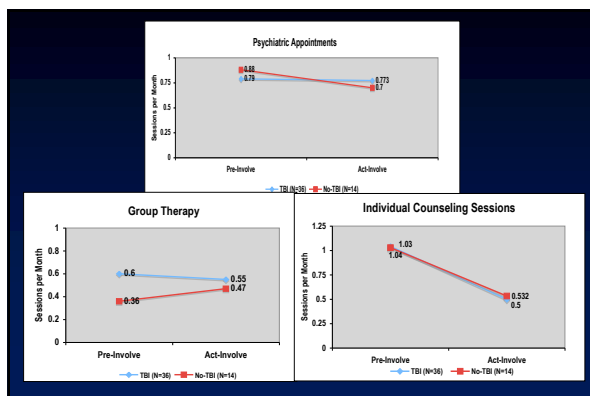 Psychiatric Appointments
Sessions per Month
1
0.75
0.5
0.25
0
0.88
0.79
0.773
0.7
Pre-Involve Act-Involve
TBI (N=36) No-TBI (N=14)
Group Therapy
Sessions per Month
1
0.8
0.6
0.4
0.2
0
0.6
0.36
0.55
0.47
Pre-Involve Act-Involve
TBI (N=36) No-TBI (N=14)
Individual Counseling Sessions
Sessions per Month
1.25
1
0.75
0.5
0.25
0
1.03
1.04
0.532
0.5
Pre-Involve Act-Involve
TBI (N=36) No-TBI (N=14)